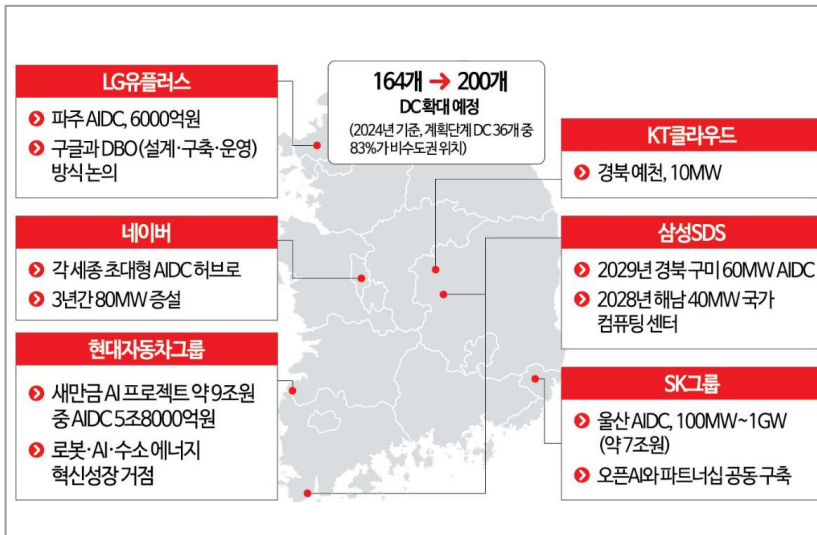 164개 → 200개
DC 확대 예정
(2024년 기준, 계획단계 DC 36개 중
83%가 비수도권 위치)
LG유플러스
파주 AIDC, 6000억원
구글과 DBO(설계·구축·운영)
방식 논의
네이버
각 세종 초대형 AIDC 허브로
3년간 80MW 증설
현대자동차그룹
새만금 AI 프로젝트 약 9조원
중 AIDC 5조8000억원
로봇·AI·수소 에너지
혁신성장 거점
KT클라우드
경북 예천, 10MW
삼성SDS
2029년 경북 구미 60MW AIDC
2028년 해남 40MW 국가
컴퓨팅 센터
SK그룹
울산 AIDC, 100MW~1GW
(약 7조원)
오픈AI와 파트너십 공동 구축